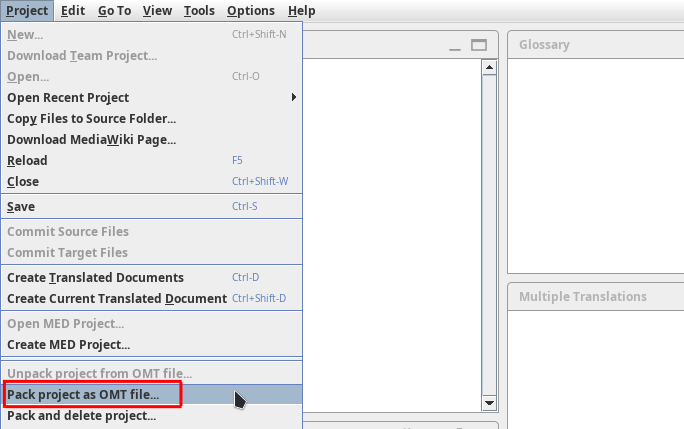 Project Edit Go To View Tools Options Help
New... Ctrl+Shift-N
Download Team Project...
Open... Ctrl-O
Open Recent Project
Copy Files to Source Folder...
Download MediaWiki Page...
Reload F5
Close Ctrl+Shift-W
Save Ctrl-S
Commit Source Files
Commit Target Files
Create Translated Documents Ctrl-D
Create Current Translated Document Ctrl+Shift-D
Open MED Project...
Create MED Project...
Unpack project from OMT file...
Pack project as OMT file...
Pack and delete project...
Glossary
Multiple Translations